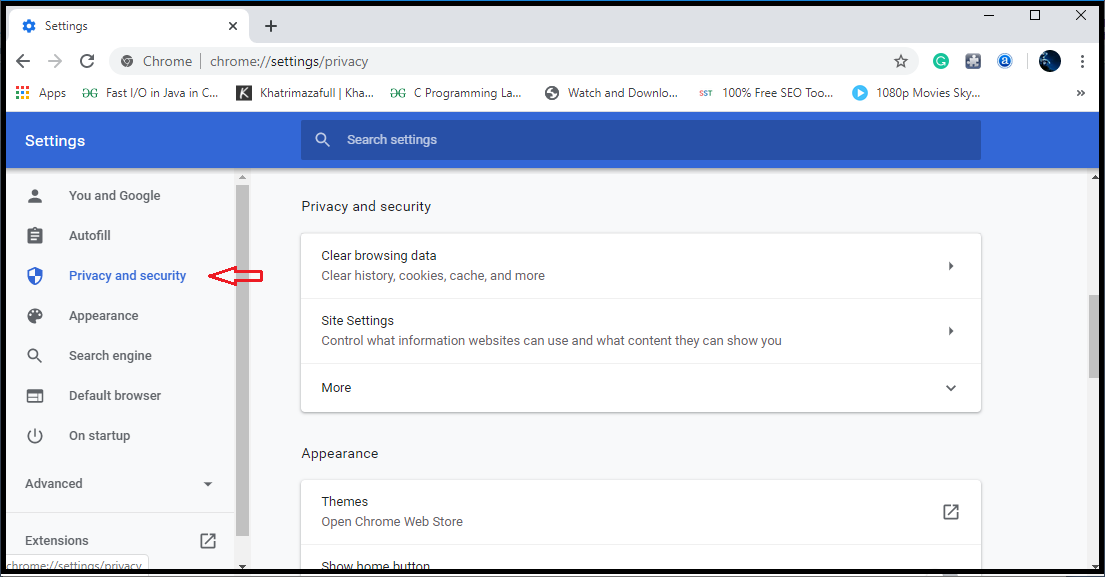 Settings
Chrome
chrome://settings/privacy
Apps
Fast I/O in Java in C...
Khatrimazafull | Kha...
C Programming La...
Watch and Downlo...
SST
100% Free SEO Too...
1080p Movies Sky...
Settings
Search settings
You and Google
Autofill
Privacy and security
Appearance
Search engine
Default browser
On startup
Advanced
Extensions
chrome://settings/privacy
Privacy and security
Clear browsing data
Clear history, cookies, cache, and more
Site Settings
Control what information websites can use and what content they can show you
More
Appearance
Themes
Open Chrome Web Store
Show home button